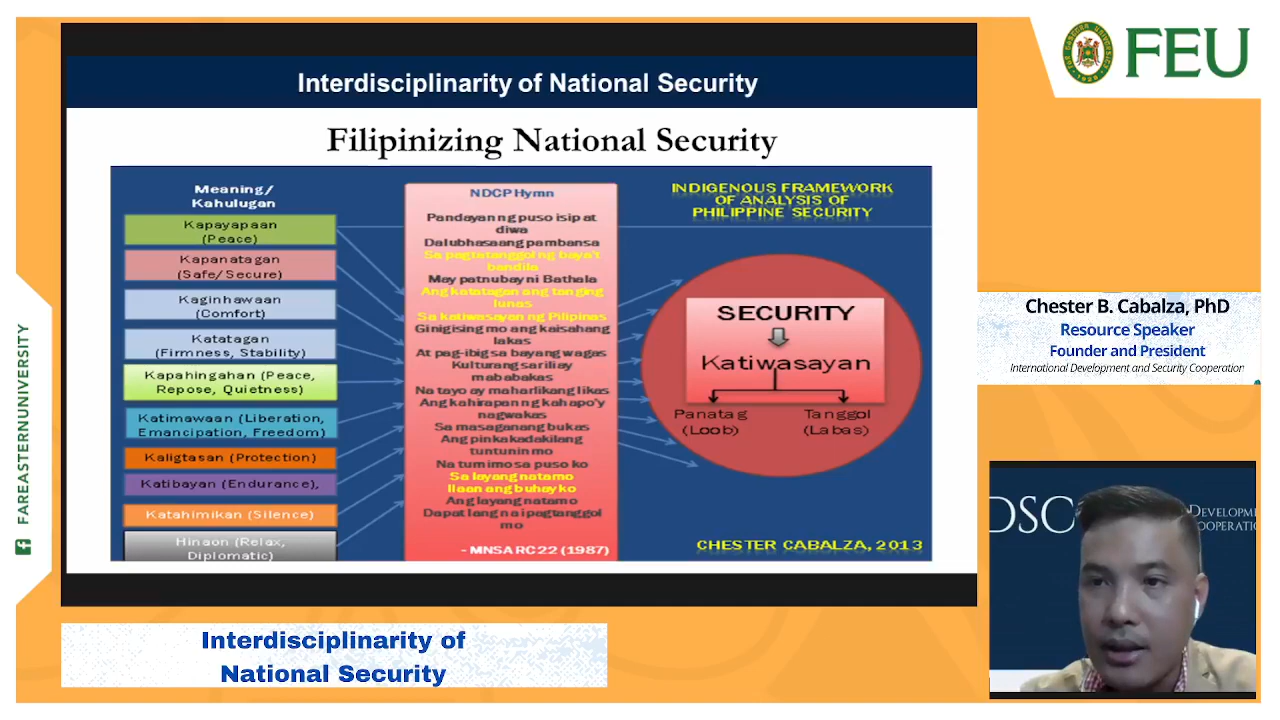 FEU
Interdisciplinarity of National Security
Filipinizing National Security
Meaning/
Kahulugan
Kapayapaan
(Peace)
Kapanatagan
(Safe/Secure)
Kaginhawaan
(Comfort)
Katatagan
(Firmness, Stability)
Kapahingahan (Peace,
Repose, Quietness)
Katimawaan (Liberation,
Emancipation, Freedom)
Kaligtasan (Protection)
Katibayan (Endurance),
Katahimikan (Silence)
Hinaon (Relax,
Diplomatic)
NDCP Hymn
Pandayan ng puso isip at
diwa
Dalubhasaang pambansa
Sa pagtatanggol ng baya't
bandila
May patnubay ni Bathala
Ang katatagan ang tanging
lunas
Sa katiwasayan ng Pilipinas
Ginigising mo ang kaisahang
lakas
At pag-ibig sa bayang wagas
Kulturang sariliay
mababakas
Na tayo ay maharlikang likas
Ang kahirapan ng kahapo'y
nagwakas
Sa masaganang bukas
Ang pinkakadakilang
tuntunin mo
Na tumimo sa puso ko
Sa layang natamo
Ilaan ang buhay ko
Ang layang natamo
Dapat lang na ipagtanggol
mo
- MNSA RC 22 (1987)
INDIGENOUS FRAMEWORK
OF ANALYSIS OF
PHILIPPINE SECURITY
SECURITY
Katiwasayan
Panatag
(Loob)
Tanggol
(Labas)
CHESTER CABALZA, 2013
Chester B. Cabalza, PhD
Resource Speaker
Founder and President
International Development and Security Cooperation
FAREASTERNUNIVERSITY
Interdisciplinarity of
National Security
DSC
DEVELOPM
COOPERATIO